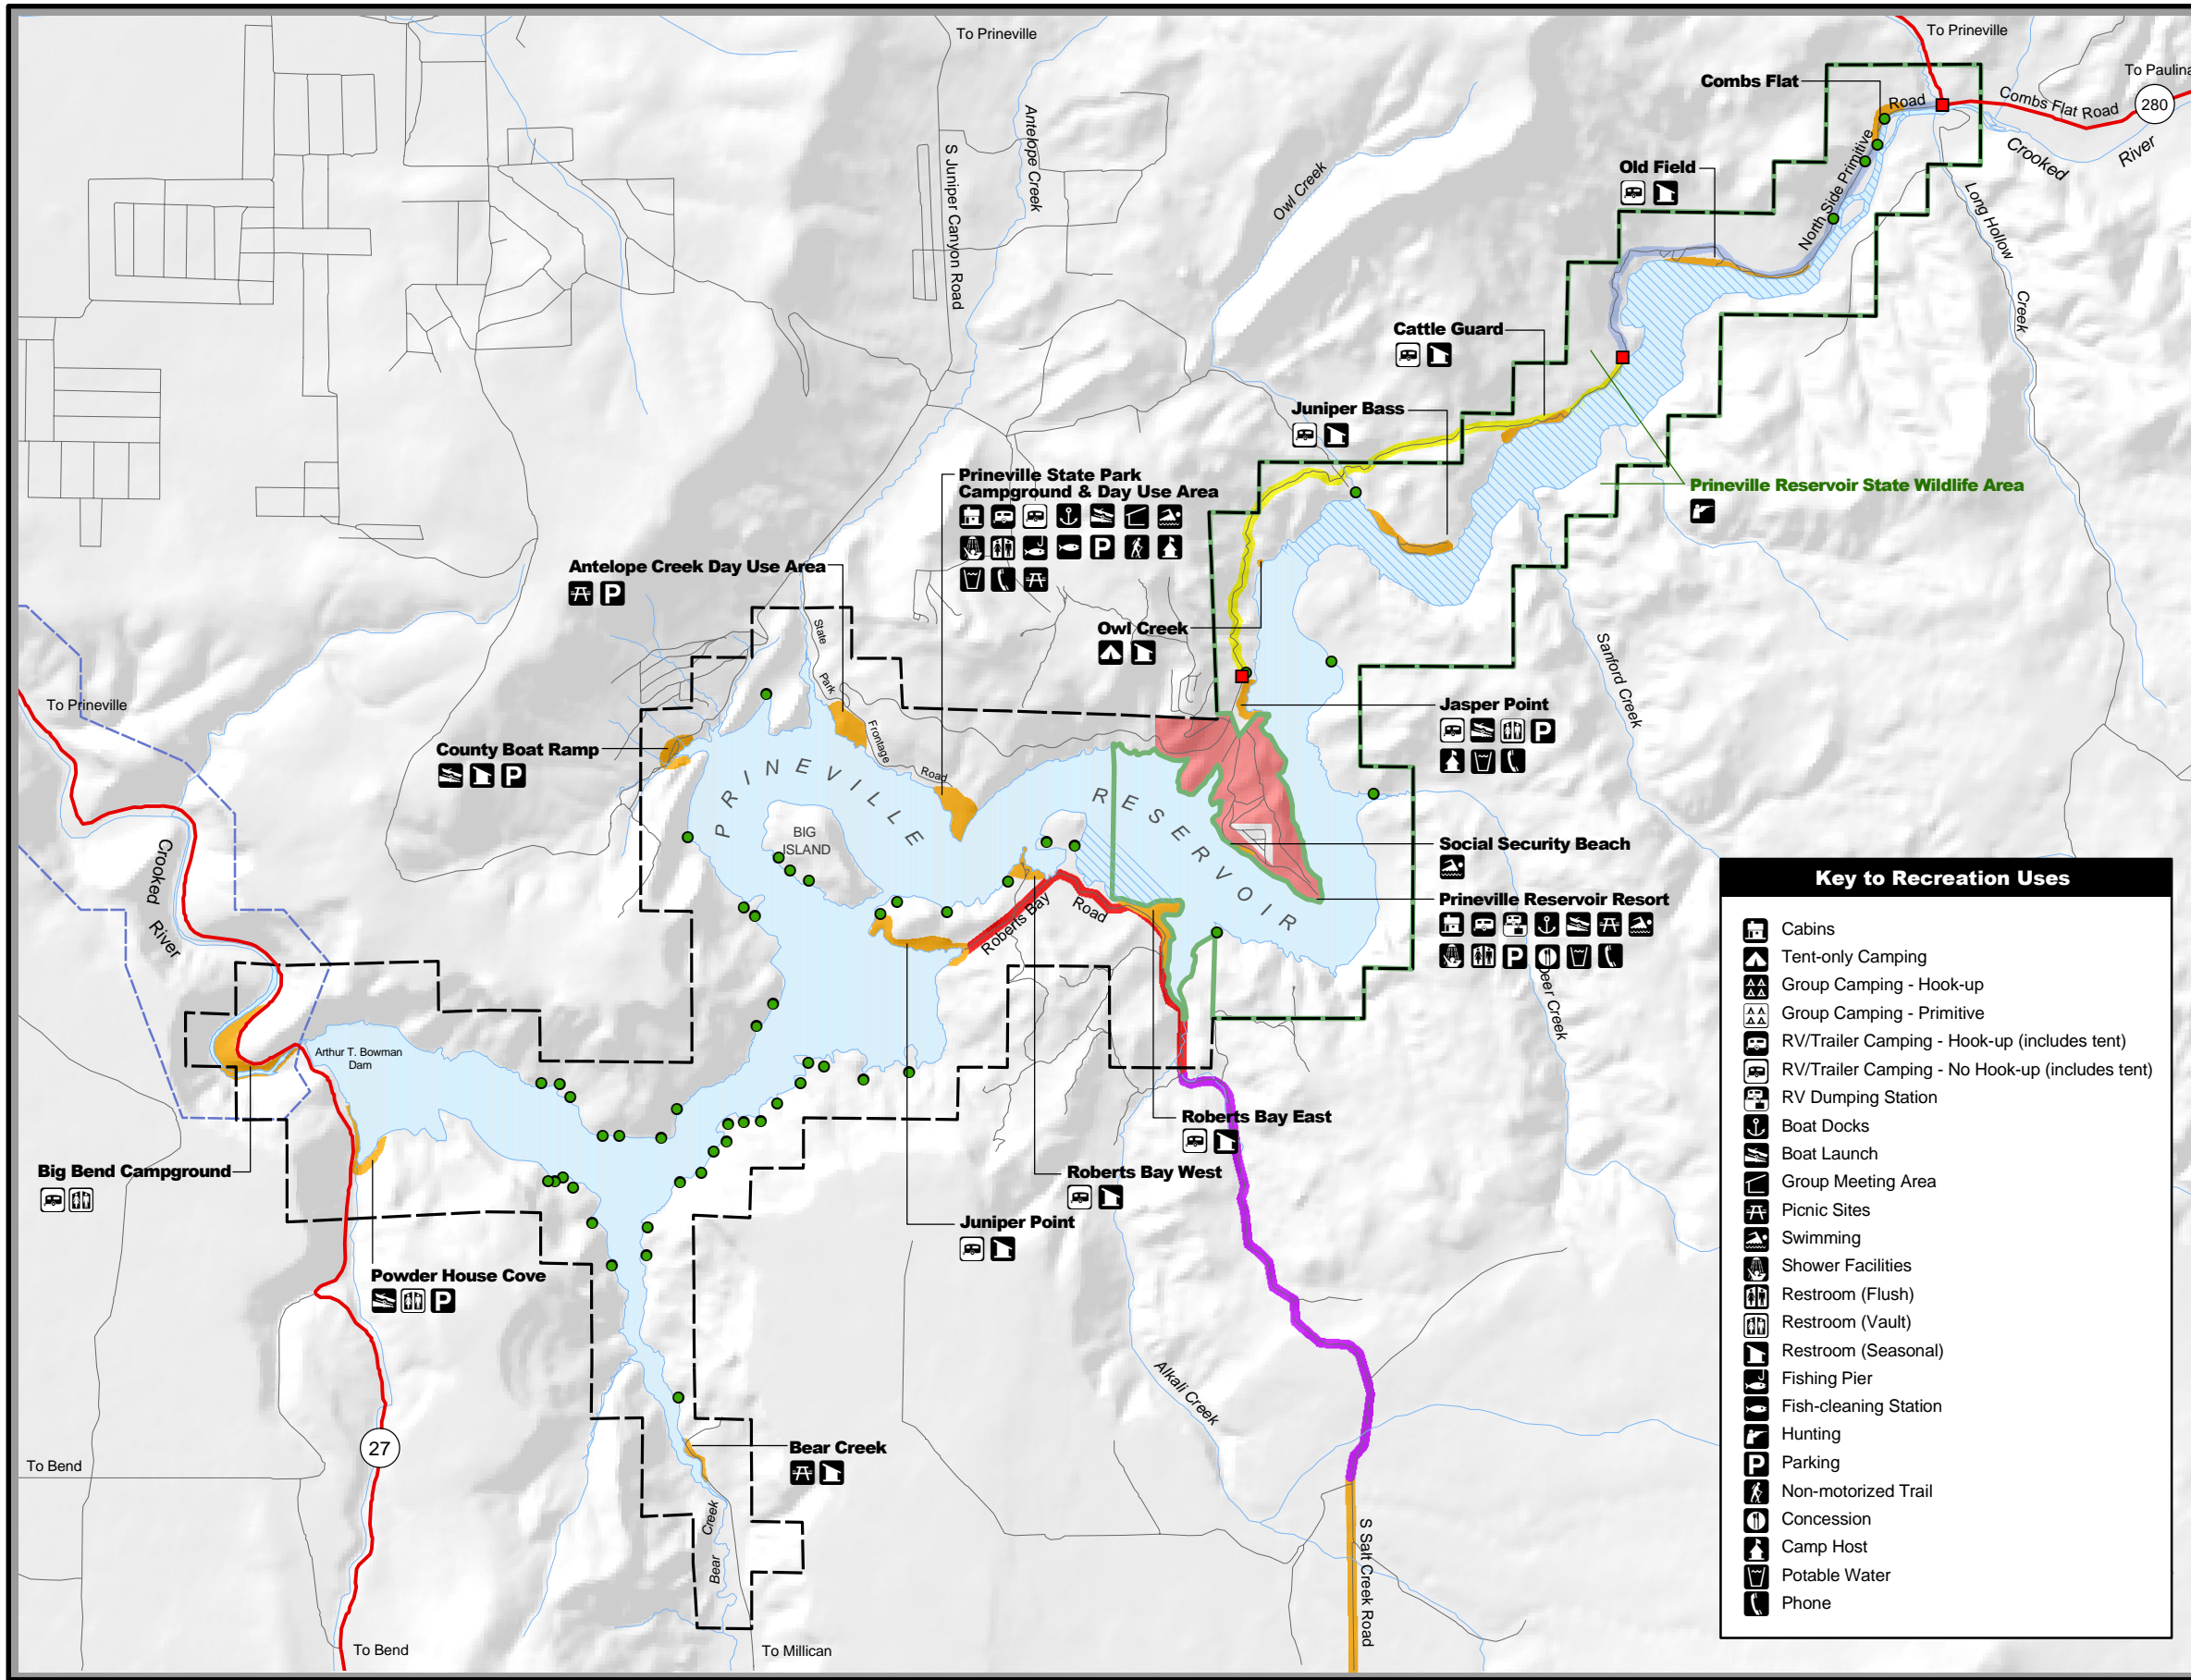 To Prineville
To Prineville
To Paulina
Combs Flat
Road
Combs Flat Road
280
Antelope Creek
S Juniper Canyon Road
North Side Primitive
Crooked
River
Old Field
Owl Creek
Long Hollow
Creek
Cattle Guard
Juniper Bass
Prineville State Park
Campground & Day Use Area
Prineville Reservoir State Wildlife Area
Antelope Creek Day Use Area
State
Park
Frontage
Road
Owl Creek
Sanford Creek
To Prineville
Jasper Point
County Boat Ramp
PRINEVILLE
RESERVOIR
BIG
ISLAND
Crooked
River
Social Security Beach
Prineville Reservoir Resort
Roberts Bay
Road
Deer Creek
Arthur T. Bowman
Dam
Roberts Bay East
Big Bend Campground
Roberts Bay West
Juniper Point
Powder House Cove
Alkali Creek
27
Bear Creek
To Bend
Creek
Bear
S Salt Creek Road
To Bend
To Millican
Key to Recreation Uses
Cabins
Tent-only Camping
Group Camping - Hook-up
Group Camping - Primitive
RV/Trailer Camping - Hook-up (includes tent)
RV/Trailer Camping - No Hook-up (includes tent)
RV Dumping Station
Boat Docks
Boat Launch
Group Meeting Area
Picnic Sites
Swimming
Shower Facilities
Restroom (Flush)
Restroom (Vault)
Restroom (Seasonal)
Fishing Pier
Fish-cleaning Station
Hunting
P Parking
Non-motorized Trail
Concession
Camp Host
Potable Water
Phone